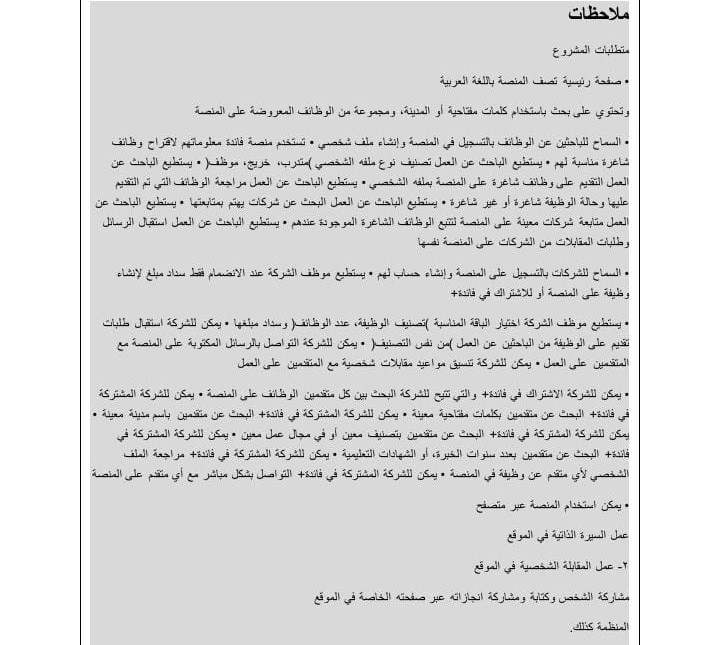 ملاحظات
متطلبات المشروع
• صفحة رئيسية تصف المنصة باللغة العربية
وتحتوي على بحث باستخدام كلمات مفتاحية أو المدينة، ومجموعة من الوظائف المعروضة على المنصة
• السماح للباحثين عن الوظائف بالتسجيل في المنصة وإنشاء ملف شخصي • تستخدم منصة فائدة معلوماتهم لاقتراح وظائف
شاغرة مناسبة لهم • يستطيع الباحث عن العمل تصنيف نوع ملفه الشخصي )متدرب، خريج، موظف( • يستطيع الباحث عن
العمل التقديم على وظائف شاغرة على المنصة بملفه الشخصي • يستطيع الباحث عن العمل مراجعة الوظائف التي تم التقديم
عليها وحالة الوظيفة شاغرة أو غير شاغرة • يستطيع الباحث عن العمل البحث عن شركات يهتم بمتابعتها • يستطيع الباحث عن
العمل متابعة شركات معينة على المنصة لتتبع الوظائف الشاغرة الموجودة عندهم • يستطيع الباحث عن العمل استقبال الرسائل
وطلبات المقابلات من الشركات على المنصة نفسها
• السماح للشركات بالتسجيل على المنصة وإنشاء حساب لهم • يستطيع موظف الشركة عند الانضمام فقط سداد مبلغ لإنشاء
وظيفة على المنصة أو للاشتراك في فائدة+
• يستطيع موظف الشركة اختيار الباقة المناسبة )تصنيف الوظيفة، عدد الوظائف( وسداد مبلغها • يمكن للشركة استقبال طلبات
تقديم على الوظيفة من الباحثين عن العمل )من نفس التصنيف( • يمكن للشركة التواصل بالرسائل المكتوبة على المنصة مع
المتقدمين على العمل • يمكن للشركة تنسيق مواعيد مقابلات شخصية مع المتقدمين على العمل
• يمكن للشركة الاشتراك في فائدة+ والتي تتيح للشركة البحث بين كل متقدمين الوظائف على المنصة • يمكن للشركة المشتركة
في فائدة+ البحث عن متقدمين بكلمات مفتاحية معينة • يمكن للشركة المشتركة في فائدة+ البحث عن متقدمين باسم مدينة معينة •
يمكن للشركة المشتركة في فائدة+ البحث عن متقدمين بتصنيف معين أو في مجال عمل معين • يمكن للشركة المشتركة في
فائدة+ البحث عن متقدمين بعدد سنوات الخبرة، أو الشهادات التعليمية • يمكن للشركة المشتركة في فائدة+ مراجعة الملف
الشخصي لأي متقدم عن وظيفة في المنصة • يمكن للشركة المشتركة في فائدة+ التواصل بشكل مباشر مع أي متقدم على المنصة
• يمكن استخدام المنصة عبر متصفح
عمل السيرة الذاتية في الموقع
٢- عمل المقابلة الشخصية في الموقع
مشاركة الشخص وكتابة ومشاركة انجازاته عبر صفحته الخاصة في الموقع
المنظمة كذلك.